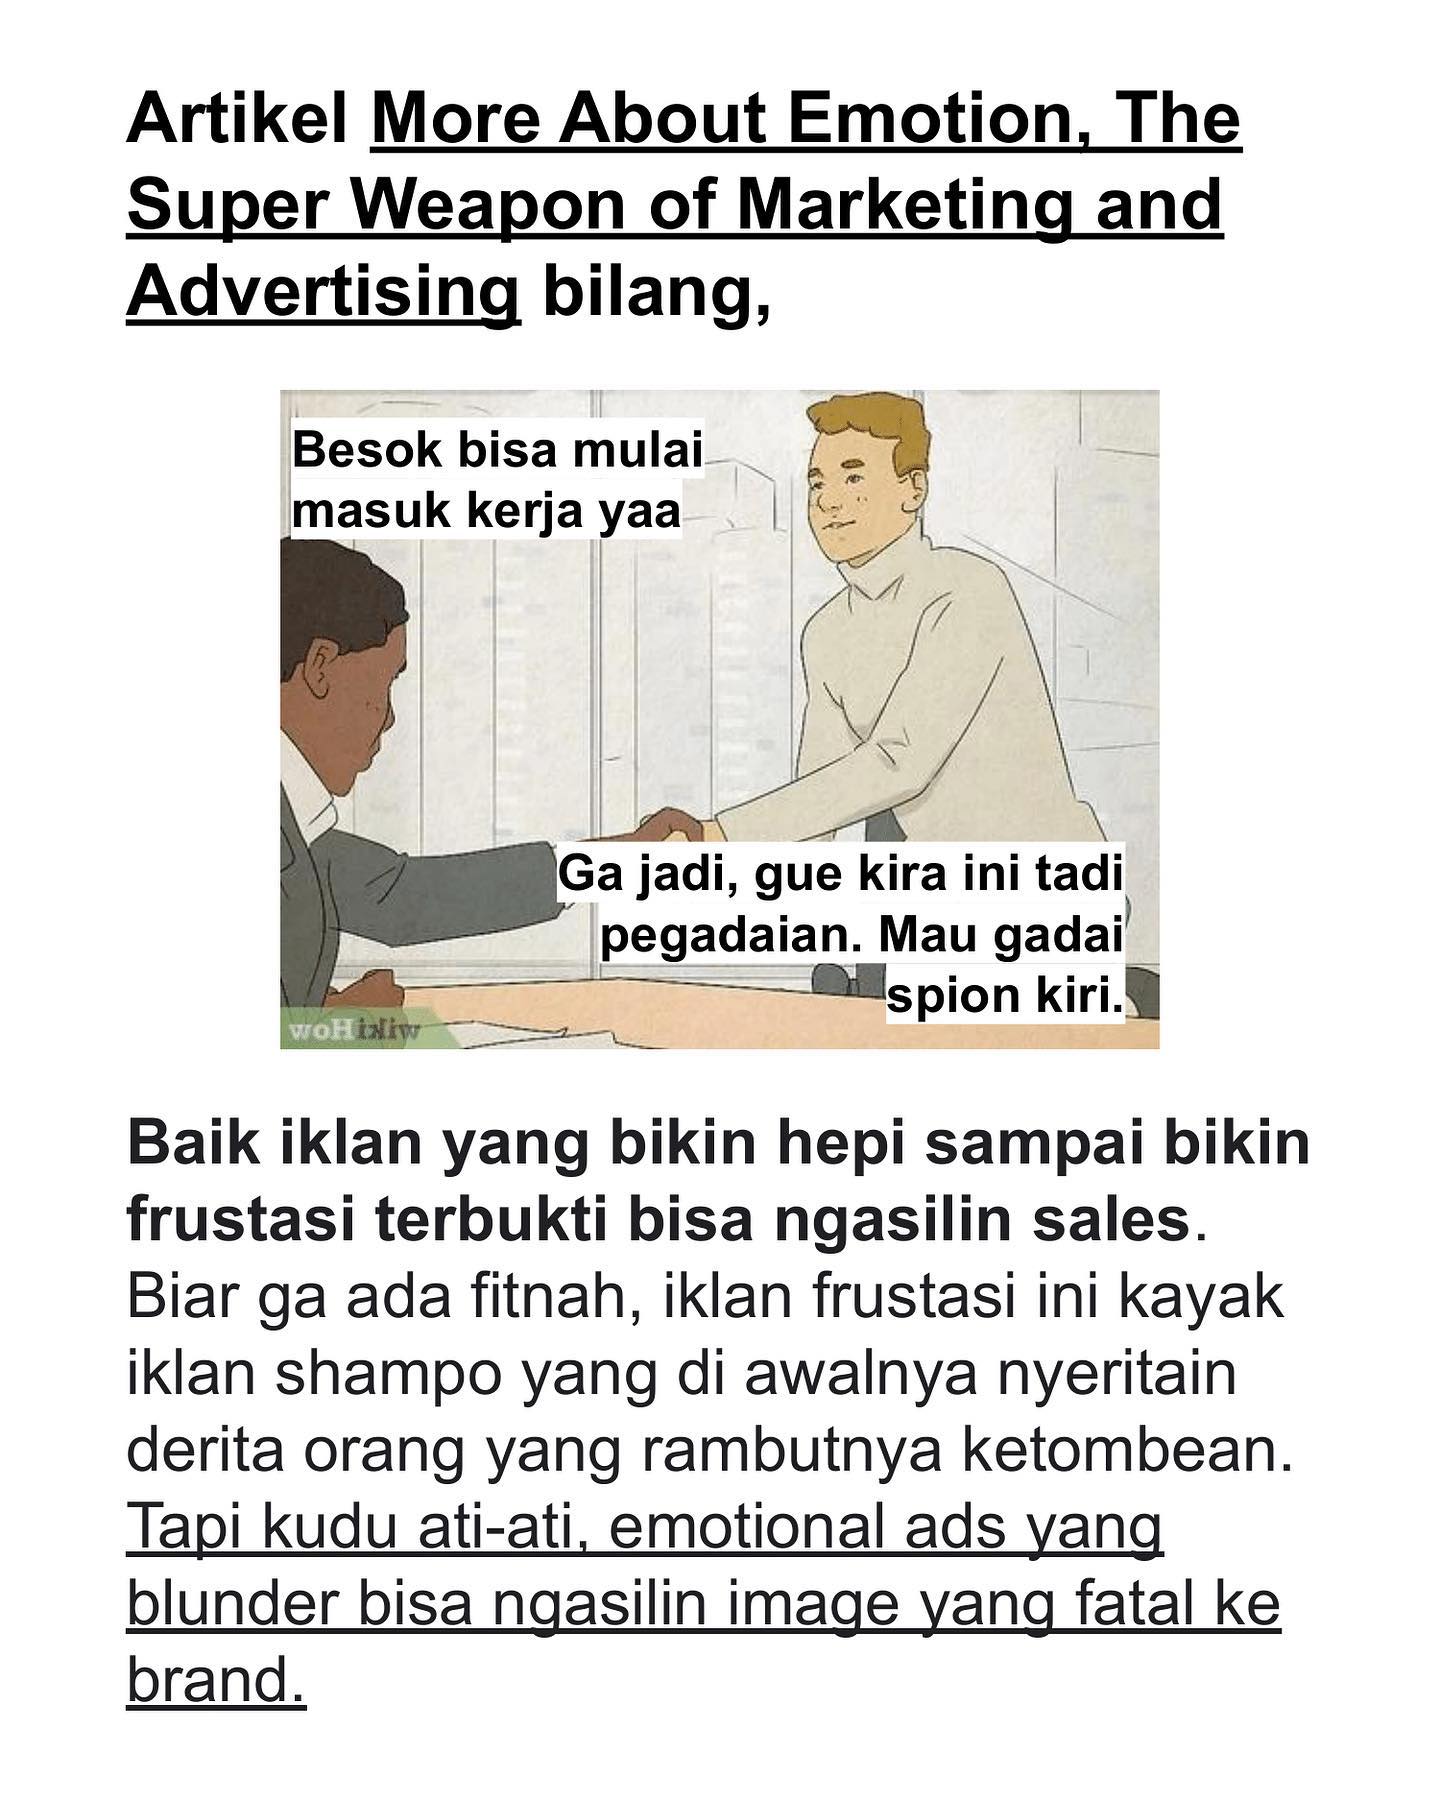 Artikel More About Emotion, The
Super Weapon of Marketing and
Advertising bilang,
Besok bisa mulai
masuk kerja yaa
Ga jadi, gue kira ini tadi
pegadaian. Mau gadai
spion kiri.
wikiHow
Baik iklan yang bikin hepi sampai bikin
frustasi terbukti bisa ngasilin sales.
Biar ga ada fitnah, iklan frustasi ini kayak
iklan shampo yang di awalnya nyeritain
derita orang yang rambutnya ketombean.
Tapi kudu ati-ati, emotional ads yang
blunder bisa ngasilin image yang fatal ke
brand.